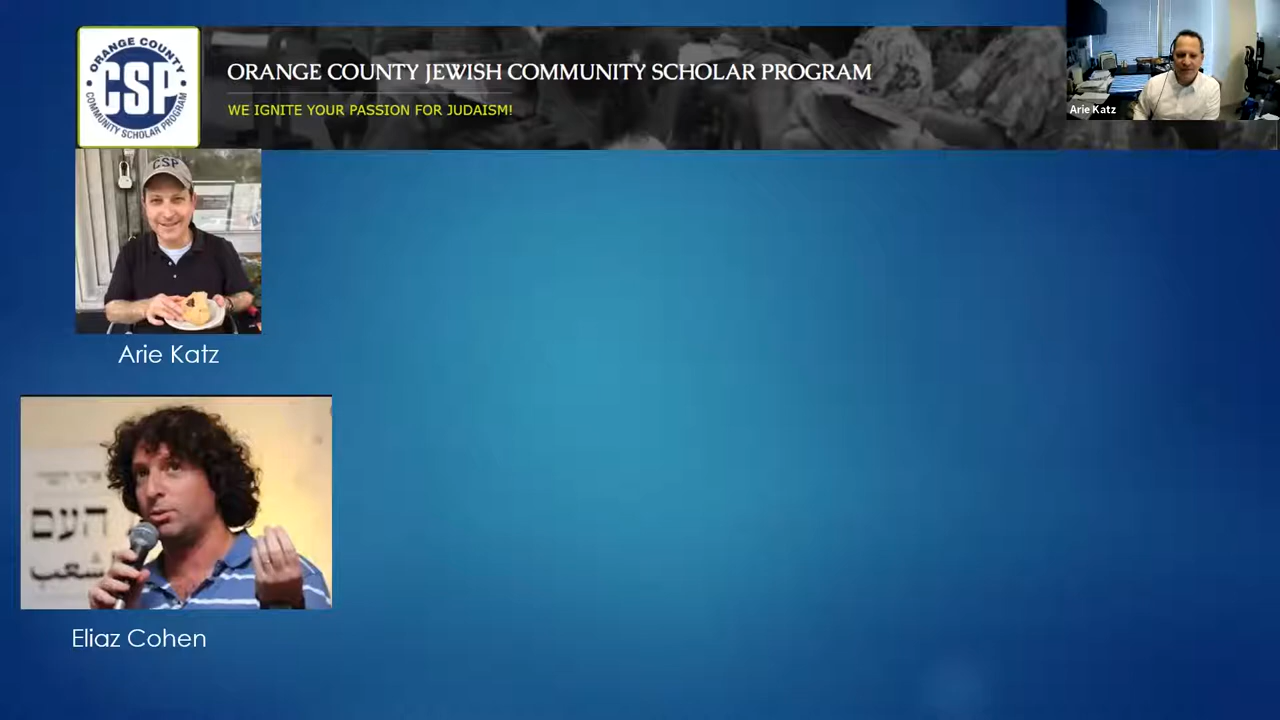 ORANGE COUNTY
CSP
COMMUNITY SCHOLAR PROGRAM
ORANGE COUNTY JEWISH COMMUNITY SCHOLAR PROGRAM
WE IGNITE YOUR PASSION FOR JUDAISM!
Arie Katz
CSP
Arie Katz
העם
شعب
Eliaz Cohen